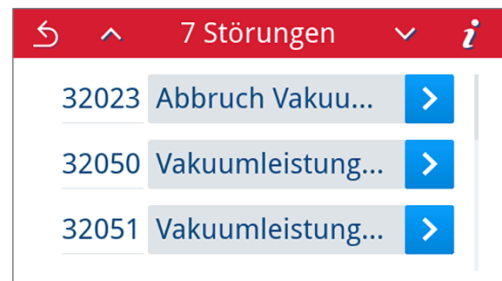 7 Störungen i
32023 Abbruch Vakuu...
32050 Vakuumleistung...
32051 Vakuumleistung...